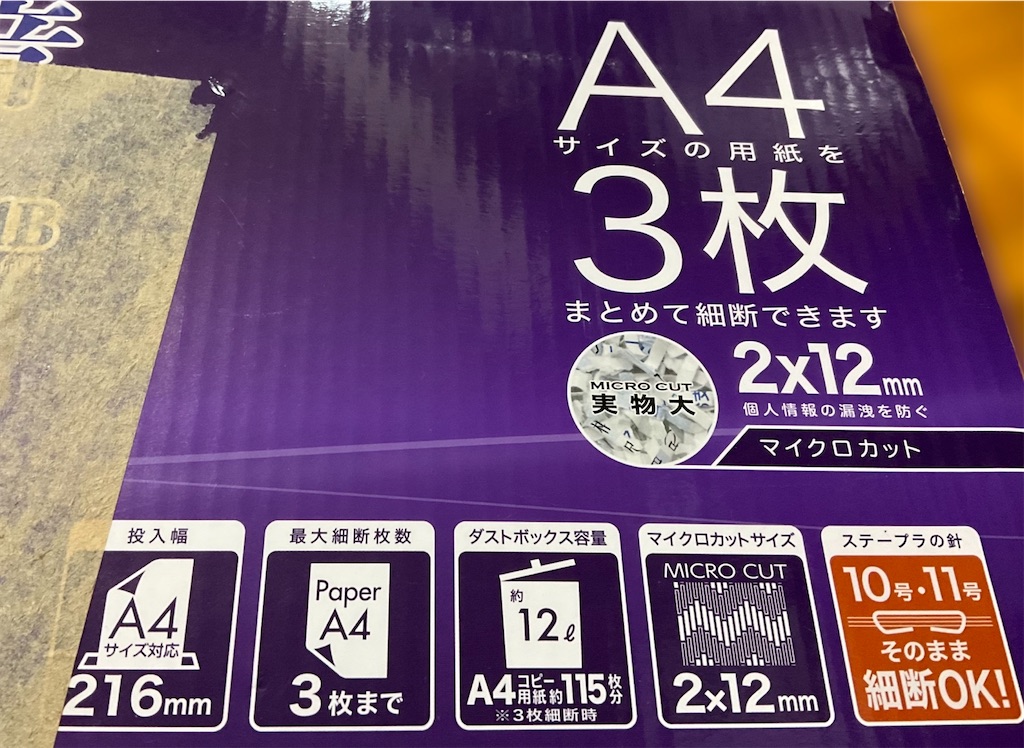 A4
サイズの用紙を
3枚
まとめて細断できます
MICRO CUT
実物大
2x12mm
個人情報の漏洩を防ぐ
マイクロカット
投入幅
A4
サイズ対応
216mm
最大細断枚数
Paper
A4
3枚まで
ダストボックス容量
約
12ℓ
A4コピー用紙約115枚分
※3枚細断時
マイクロカットサイズ
MICRO CUT
2x12mm
ステープラの針
10号・11号
そのまま
細断OK!